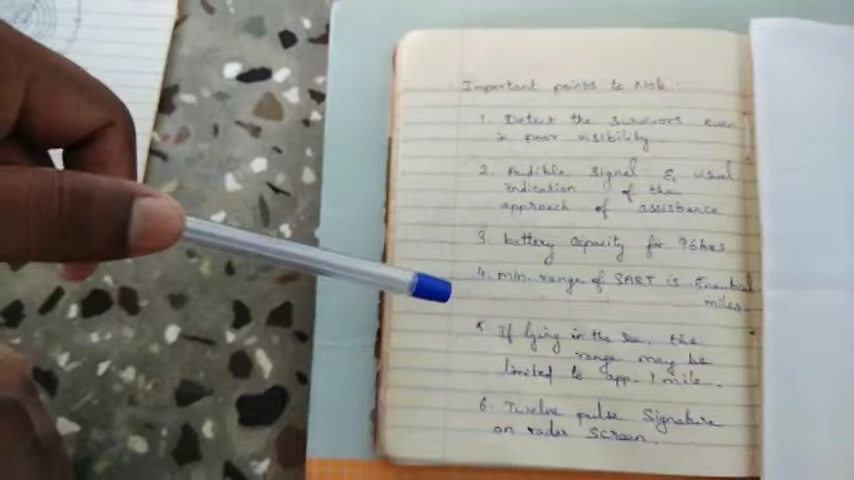 Important points to Note.
1. Detect the survivors even
in poor visibility.
2. Audible signal & visual
indication of the
approach of assistance
3. battery capacity for 96hrs
4. min. range of SART is 5nautical
miles.
5 If lying in the sea, the
range may be
limited to app. 1 mile.
6. Twelve pulse Signature
on radar screen.